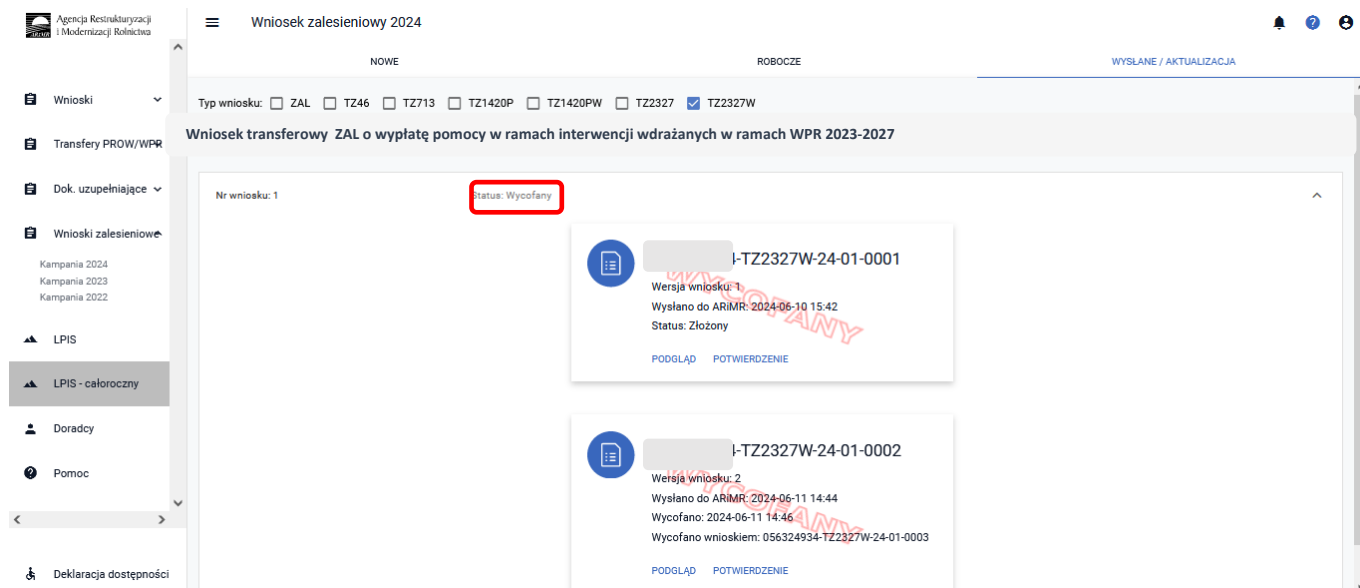 Agencja Restrukturyzacji
i Modernizacji Rolnictwa
ARiMR
Wniosek zalesieniowy 2024
NOWE
ROBOCZE
WYSŁANE / AKTUALIZACJA
Wnioski
Transfery PROW/WPR
Dok. uzupełniające
Wnioski zalesieniowe
Kampania 2024
Kampania 2023
Kampania 2022
LPIS
LPIS - całoroczny
Doradcy
Pomoc
Deklaracja dostępności
Typ wniosku: ZAL TZ46 TZ713 TZ1420P TZ1420PW TZ2327 TZ2327W
Wniosek transferowy ZAL o wypłatę pomocy w ramach interwencji wdrażanych w ramach WPR 2023-2027
Nr wniosku: 1
Status: Wycofany
-TZ2327W-24-01-0001
Wersja wniosku: 1
Wysłano do ARiMR: 2024-06-10 15:42
Status: Złożony
WYCOFANY
PODGLĄD POTWIERDZENIE
-TZ2327W-24-01-0002
Wersja wniosku: 2
Wysłano do ARiMR: 2024-06-11 14:44
Wycofano: 2024-06-11 14:46
Wycofano wnioskiem: 056324934-TZ2327W-24-01-0003
WYCOFANY
PODGLĄD POTWIERDZENIE